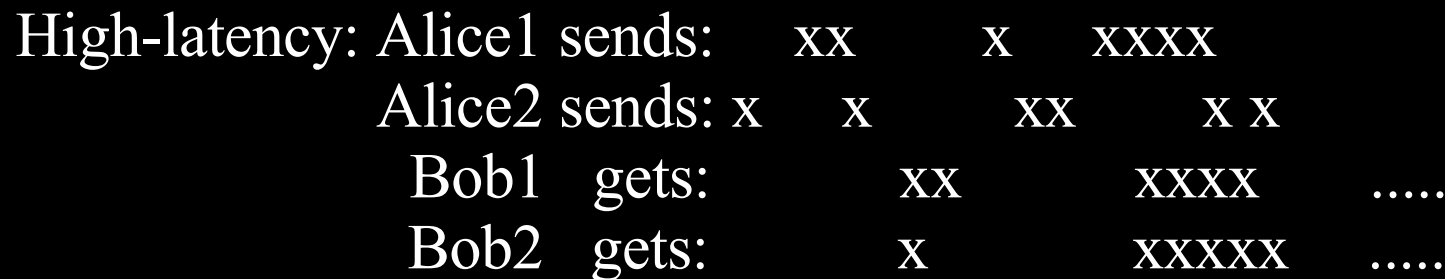 High-latency: Alice1 sends: xx x xxxx
Alice2 sends: x x xx x x
Bob1 gets: xx xxxx .....
Bob2 gets: x xxxxx .....